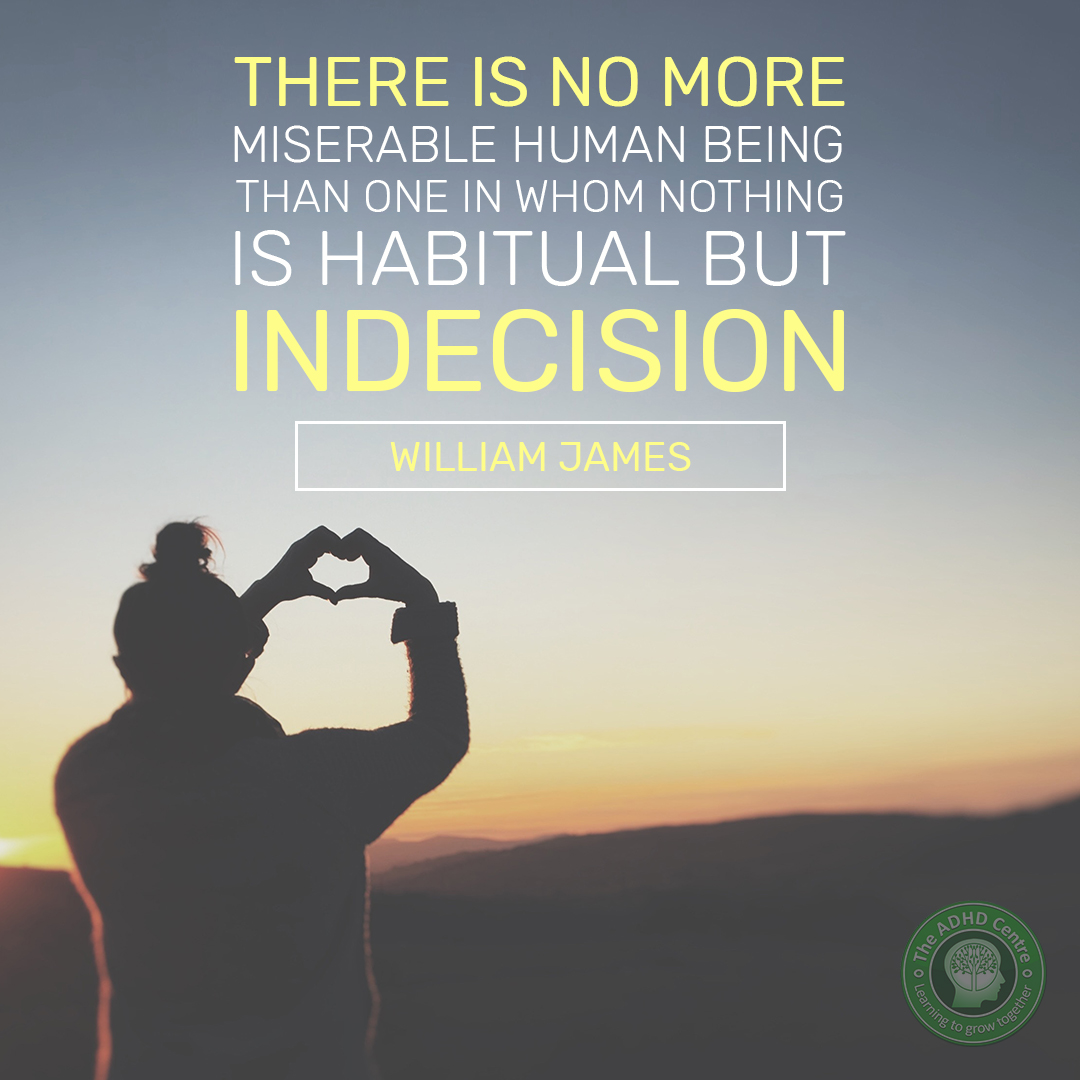 THERE IS NO MORE
MISERABLE HUMAN BEING
THAN ONE IN WHOM NOTHING
IS HABITUAL BUT
INDECISION
WILLIAM JAMES
The ADHD Centre
Learning to grow together